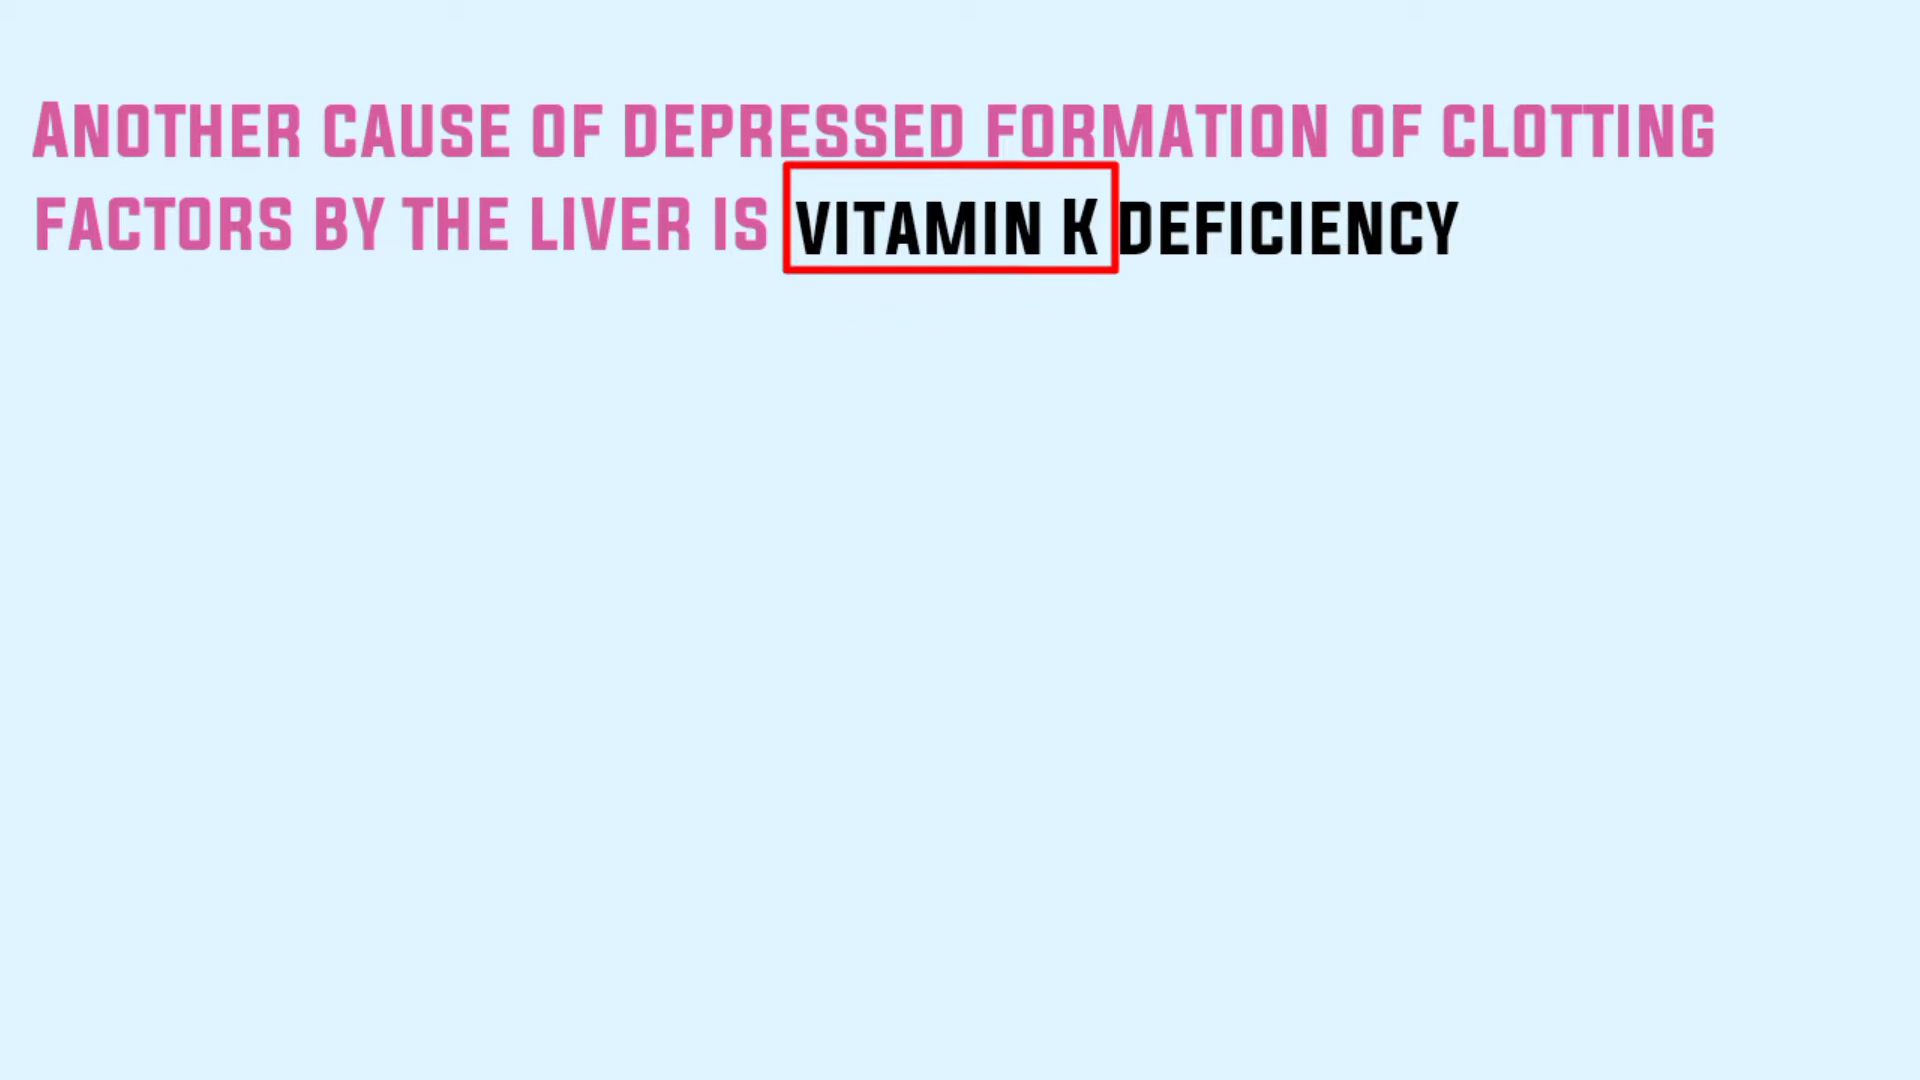 Another cause of depressed formation of clotting
factors by the liver is vitamin K deficiency